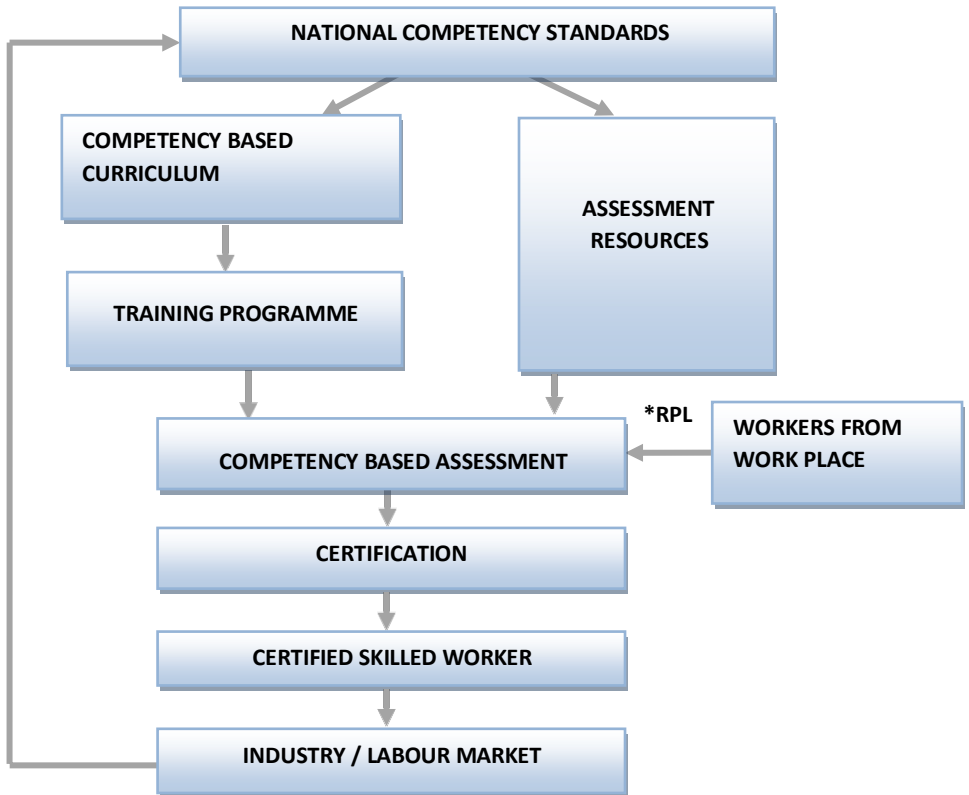 NATIONAL COMPETENCY STANDARDS
COMPETENCY BASED
CURRICULUM
ASSESSMENT
RESOURCES
TRAINING PROGRAMME
*RPL
WORKERS FROM
WORK PLACE
COMPETENCY BASED ASSESSMENT
CERTIFICATION
CERTIFIED SKILLED WORKER
INDUSTRY / LABOUR MARKET